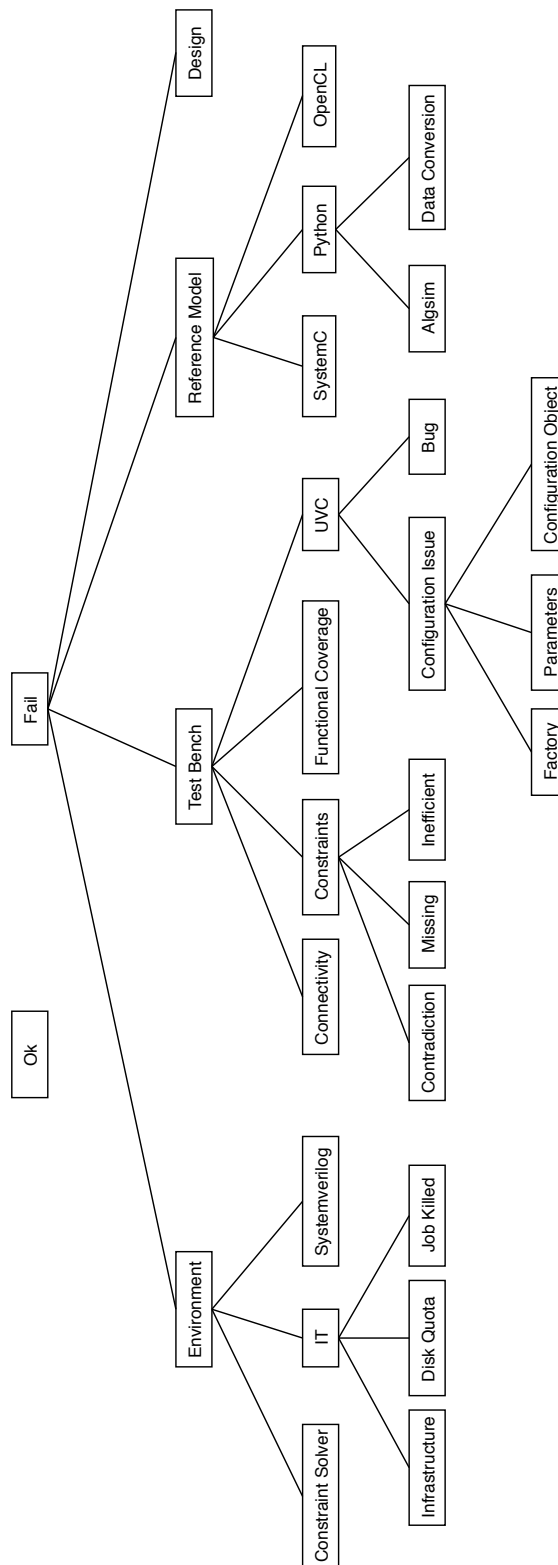 Ok
Fail
Environment
Test Bench
Reference Model
Design
Constraint Solver
IT
Systemverilog
Connectivity
Constraints
Functional Coverage
UVC
SystemC
Python
OpenCL
Infrastructure
Disk Quota
Job Killed
Contradiction
Missing
Inefficient
Configuration Issue
Bug
Algsim
Data Conversion
Factory
Parameters
Configuration Object